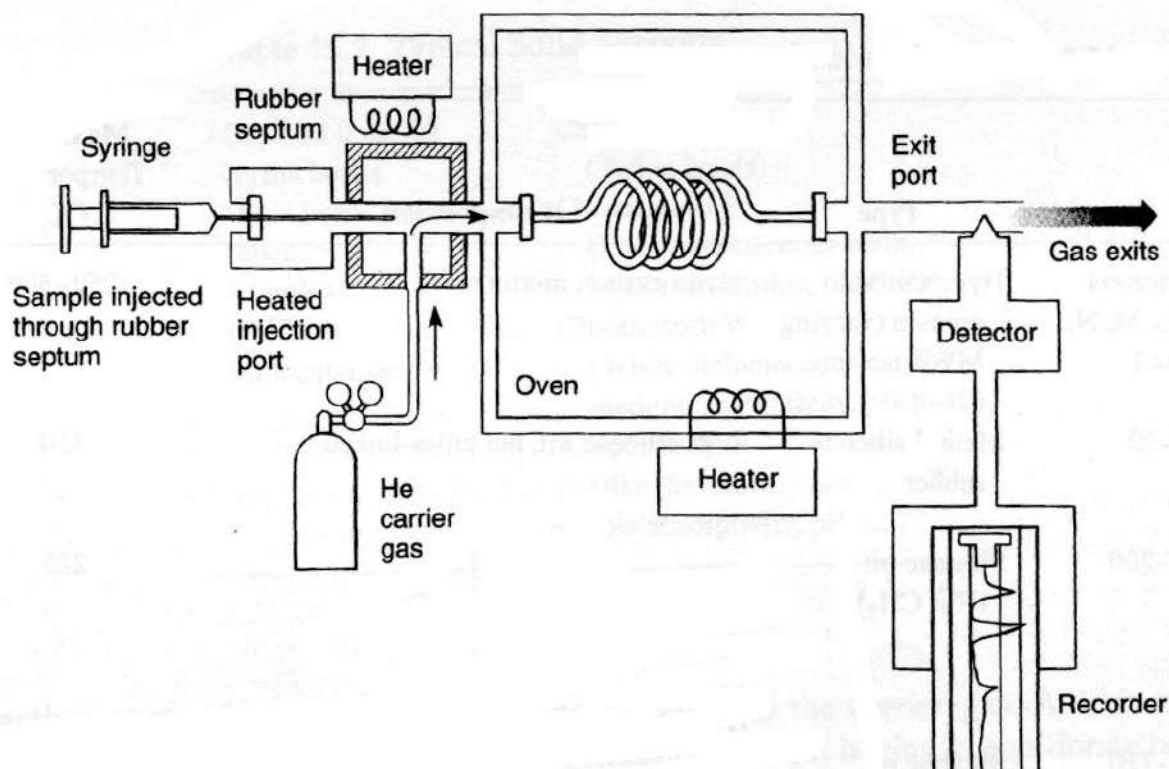 Heater
Rubber
septum
Syringe
Exit
port
Gas exits
Sample injected
through rubber
septum
Heated
injection
port
Oven
Detector
Heater
He
carrier
gas
Recorder